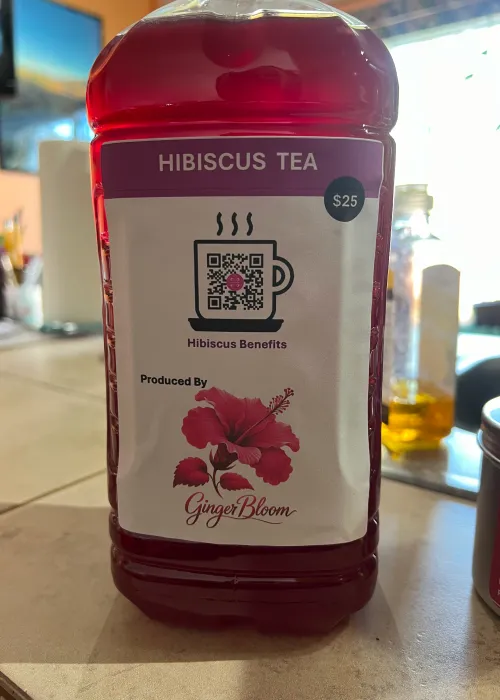 HIBISCUS TEA
$25
Hibiscus Benefits
Produced By
GingerBloom